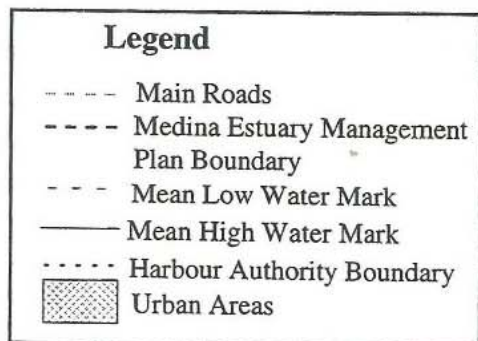 Legend
Main Roads
Medina Estuary Management
Plan Boundary
Mean Low Water Mark
Mean High Water Mark
Harbour Authority Boundary
Urban Areas